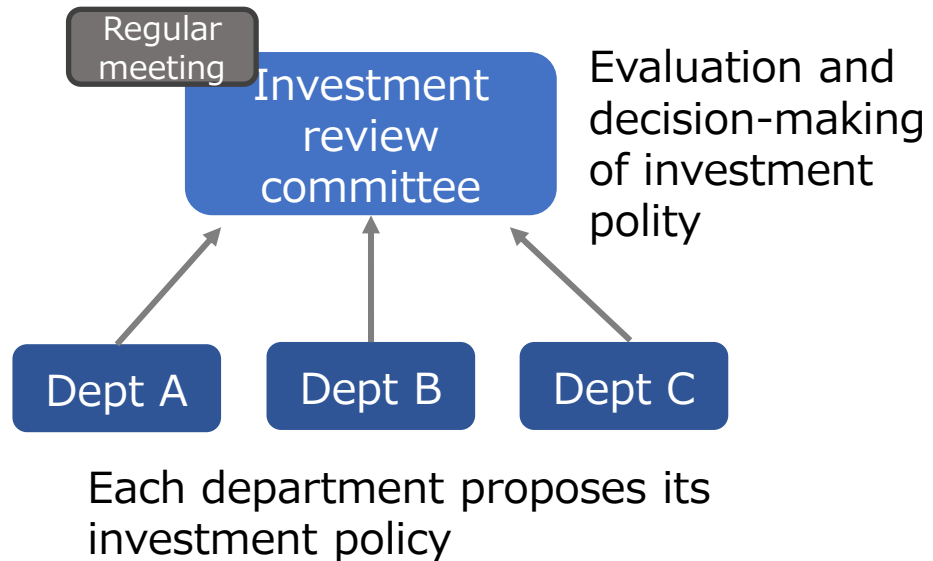 Regular
meeting
Investment
review
committee
Evaluation and
decision-making
of investment
polity
Dept A
Dept B
Dept C
Each department proposes its
investment policy